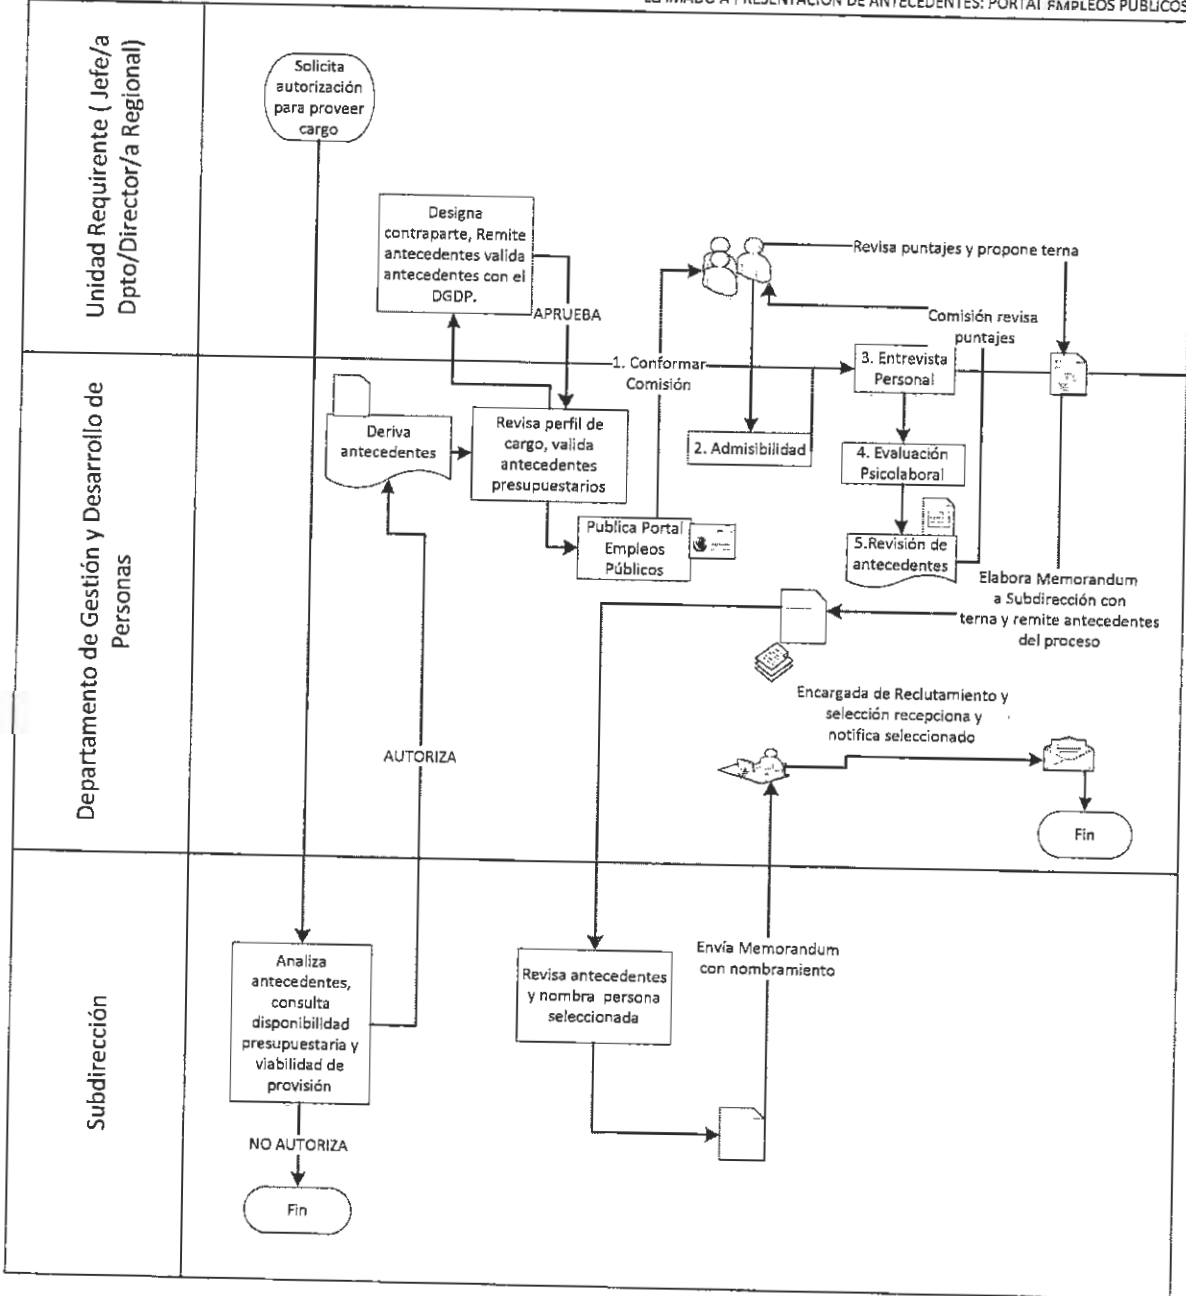 LLAMADO A PRESENTACIÓN DE ANTECEDENTES: PORTAL EMPLEOS PÚBLICOS
Unidad Requirente ( Jefe/a
Dpto/Director/a Regional)
Solicita
autorización
para proveer
cargo
Designa
contraparte, Remite
antecedentes valida
antecedentes con el
DGDP.
APRUEBA
Revisa puntajes y propone terna
Comisión revisa
puntajes
Departamento de Gestión y Desarrollo de
Personas
1. Conformar
Comisión
3. Entrevista
Personal
Deriva
antecedentes
Revisa perfil de
cargo, valida
antecedentes
presupuestarios
2. Admisibilidad
4. Evaluación
Psicolaboral
Publica Portal
Empleos
Públicos
5.Revisión de
antecedentes
Elabora Memorandum
a Subdirección con
terna y remite antecedentes
del proceso
Encargada de Reclutamiento y
selección recepciona y
notifica seleccionado
AUTORIZA
Fin
Subdirección
Analiza
antecedentes,
consulta
disponibilidad
presupuestaria y
viabilidad de
provisión
Revisa antecedentes
y nombra persona
seleccionada
Envía Memorandum
con nombramiento
NO AUTORIZA
Fin